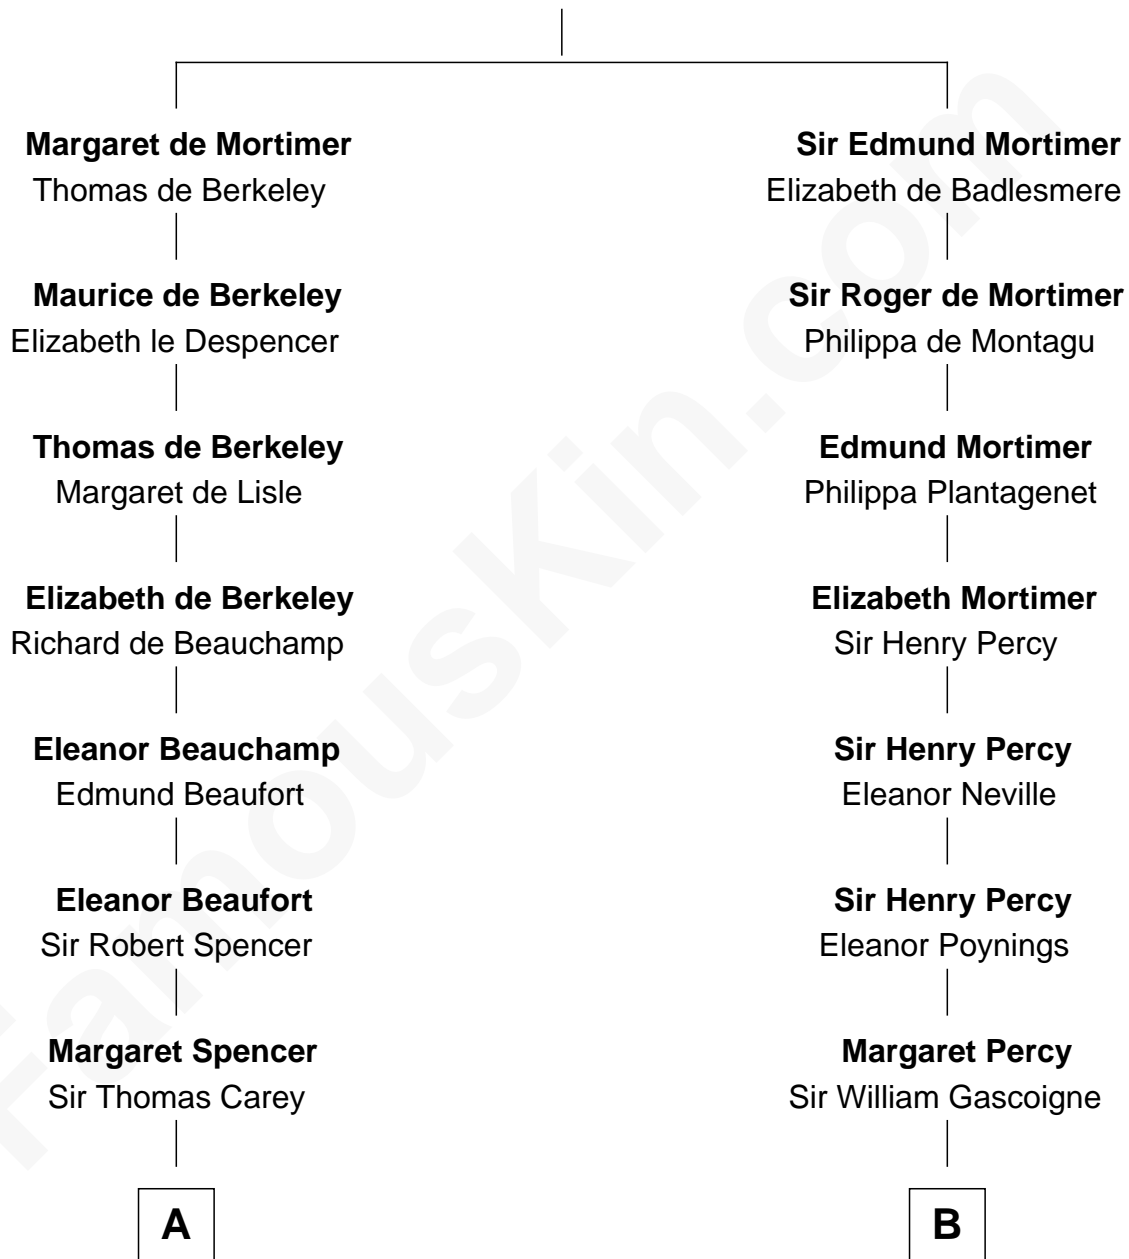 Margaret de Mortimer
Thomas de Berkeley
Maurice de Berkeley
Elizabeth le Despencer
Thomas de Berkeley
Margaret de Lisle
Elizabeth de Berkeley
Richard de Beauchamp
Eleanor Beauchamp
Edmund Beaufort
Eleanor Beaufort
Sir Robert Spencer
Margaret Spencer
Sir Thomas Carey
A
Sir Edmund Mortimer
Elizabeth de Badlesmere
Sir Roger de Mortimer
Philippa de Montagu
Edmund Mortimer
Philippa Plantagenet
Elizabeth Mortimer
Sir Henry Percy
Sir Henry Percy
Eleanor Neville
Sir Henry Percy
Eleanor Poynings
Margaret Percy
Sir William Gascoigne
B
FamousKin.com